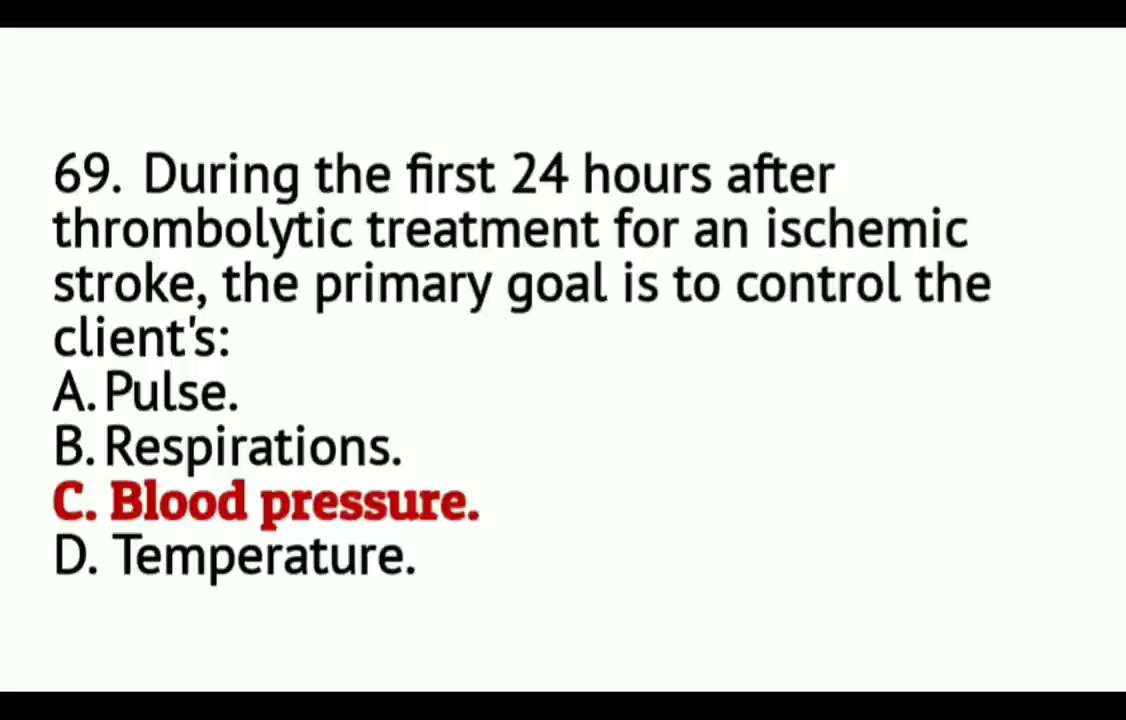 69. During the first 24 hours after
thrombolytic treatment for an ischemic
stroke, the primary goal is to control the
client's:
A. Pulse.
B. Respirations.
C. Blood pressure.
D. Temperature.